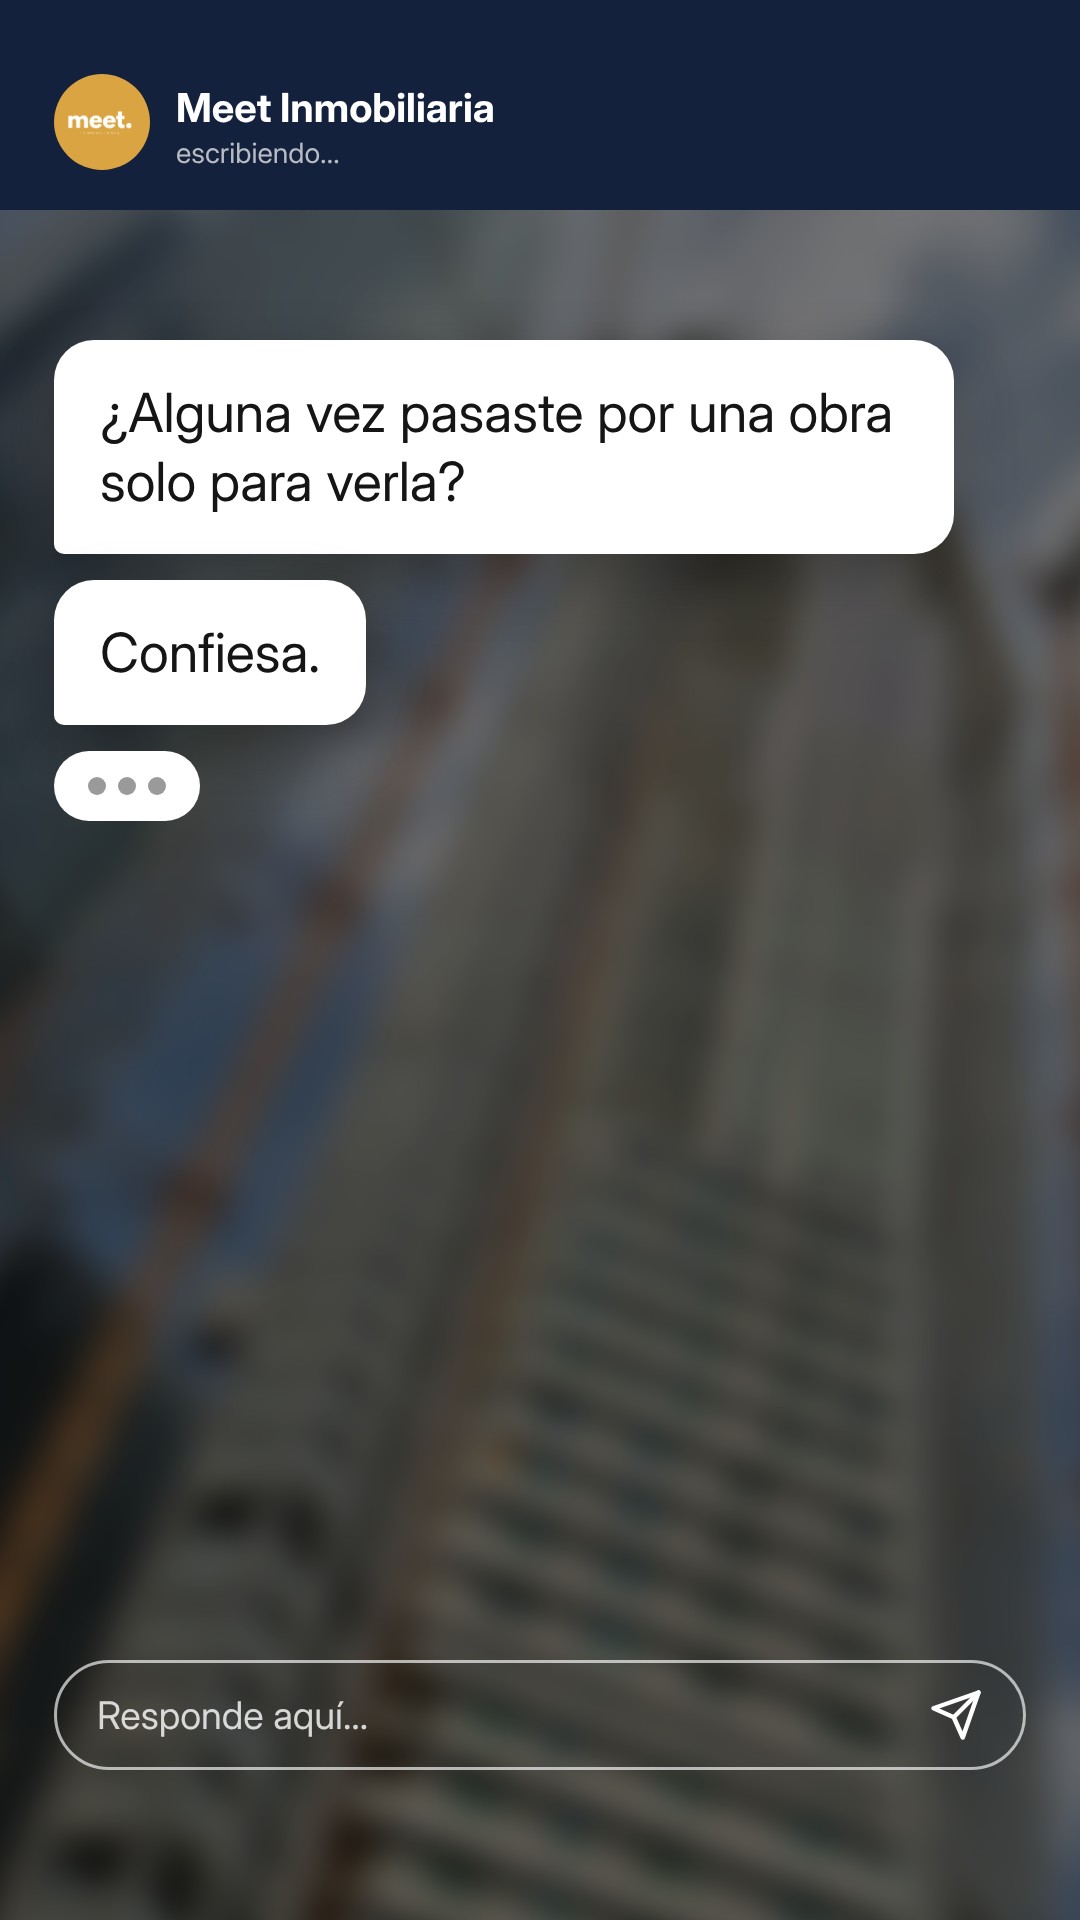 meet.
Meet Inmobiliaria
escribiendo...
¿Alguna vez pasaste por una obra
solo para verla?
Confiesa.
Responde aquí...